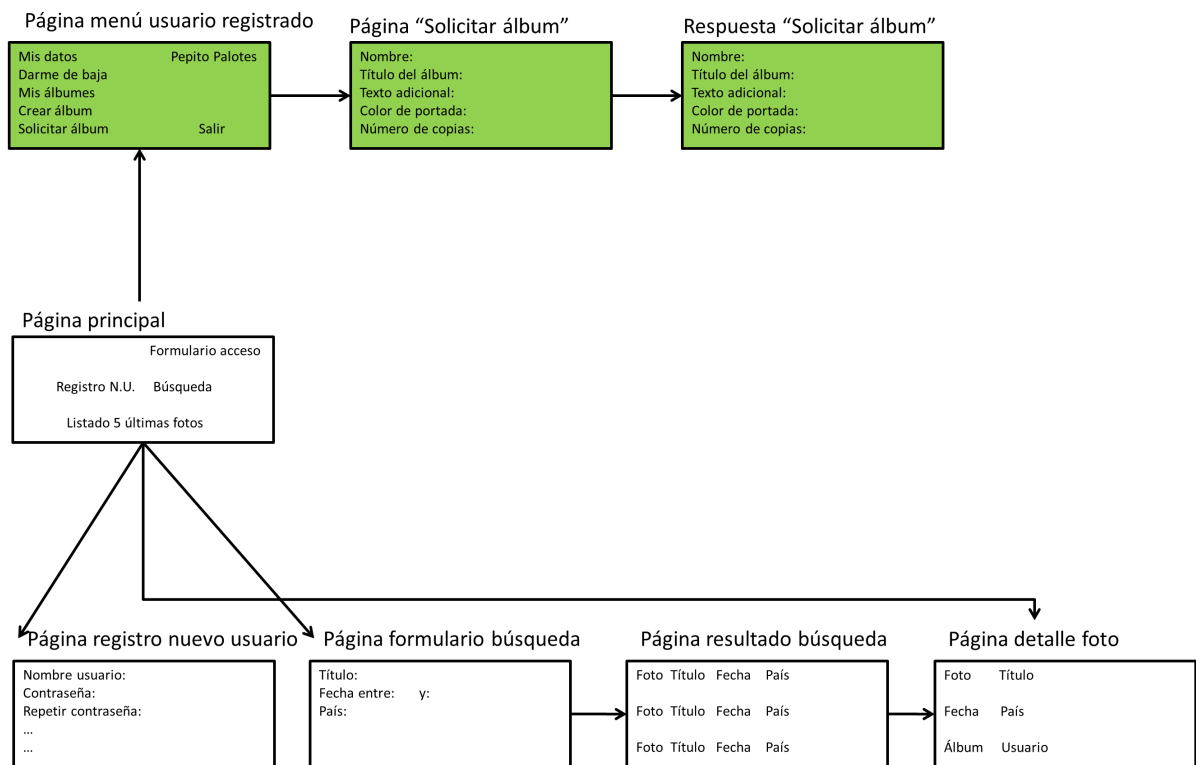 Página menú usuario registrado
Mis datos Pepito Palotes
Darme de baja
Mis álbumes
Crear álbum
Solicitar álbum Salir
Página “Solicitar álbum”
Nombre:
Título del álbum:
Texto adicional:
Color de portada:
Número de copias:
Respuesta “Solicitar álbum”
Nombre:
Título del álbum:
Texto adicional:
Color de portada:
Número de copias:
Página principal
Formulario acceso
Registro N.U. Búsqueda
Listado 5 últimas fotos
Página registro nuevo usuario
Nombre usuario:
Contraseña:
Repetir contraseña:
...
...
Página formulario búsqueda
Título:
Fecha entre: y:
País:
Página resultado búsqueda
Foto Título Fecha País
Foto Título Fecha País
Foto Título Fecha País
Página detalle foto
Foto Título
Fecha País
Álbum Usuario